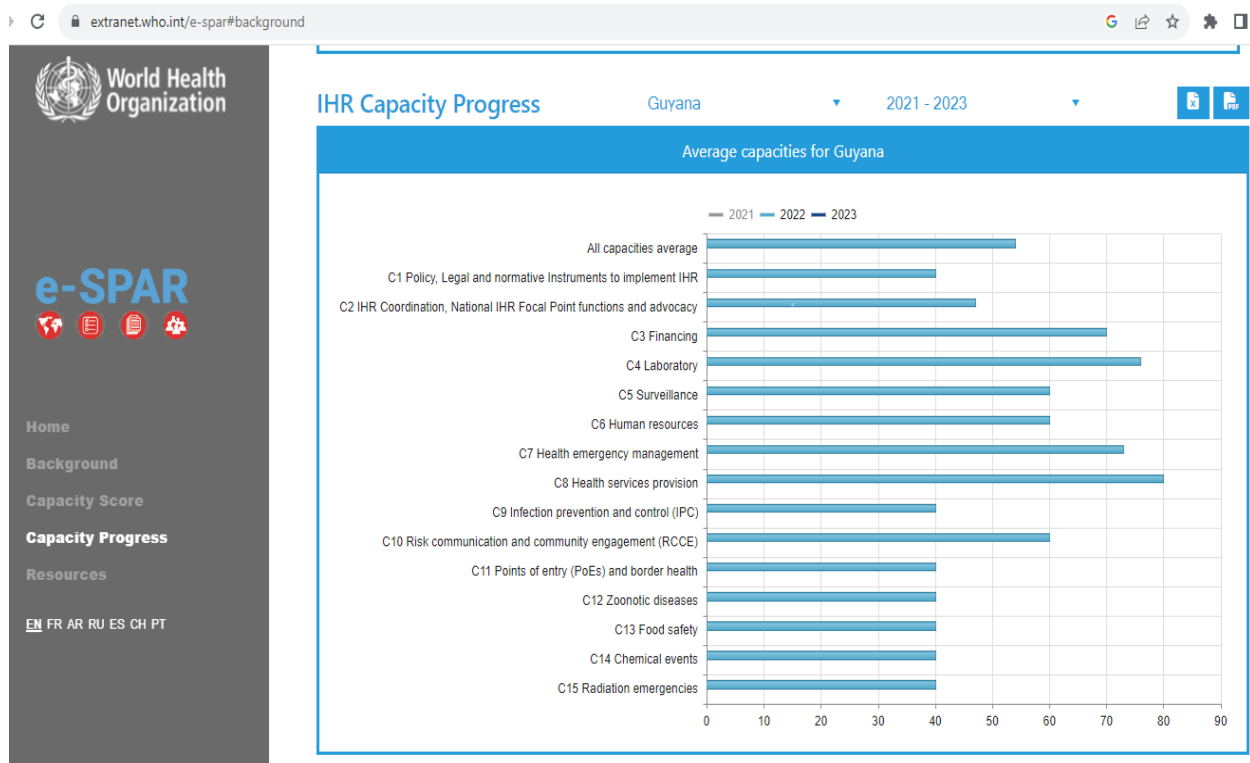 extranet.who.int/e-spar#background
World Health
Organization
IHR Capacity Progress
Guyana
2021 - 2023
PDF
Average capacities for Guyana
2021 2022 2023
All capacities average
C1 Policy, Legal and normative Instruments to implement IHR
C2 IHR Coordination, National IHR Focal Point functions and advocacy
C3 Financing
C4 Laboratory
C5 Surveillance
C6 Human resources
C7 Health emergency management
C8 Health services provision
C9 Infection prevention and control (IPC)
C10 Risk communication and community engagement (RCCE)
C11 Points of entry (PoEs) and border health
C12 Zoonotic diseases
C13 Food safety
C14 Chemical events
C15 Radiation emergencies
0 10 20 30 40 50 60 70 80 90
e-SPAR
Home
Background
Capacity Score
Capacity Progress
Resources
EN FR AR RU ES CH PT